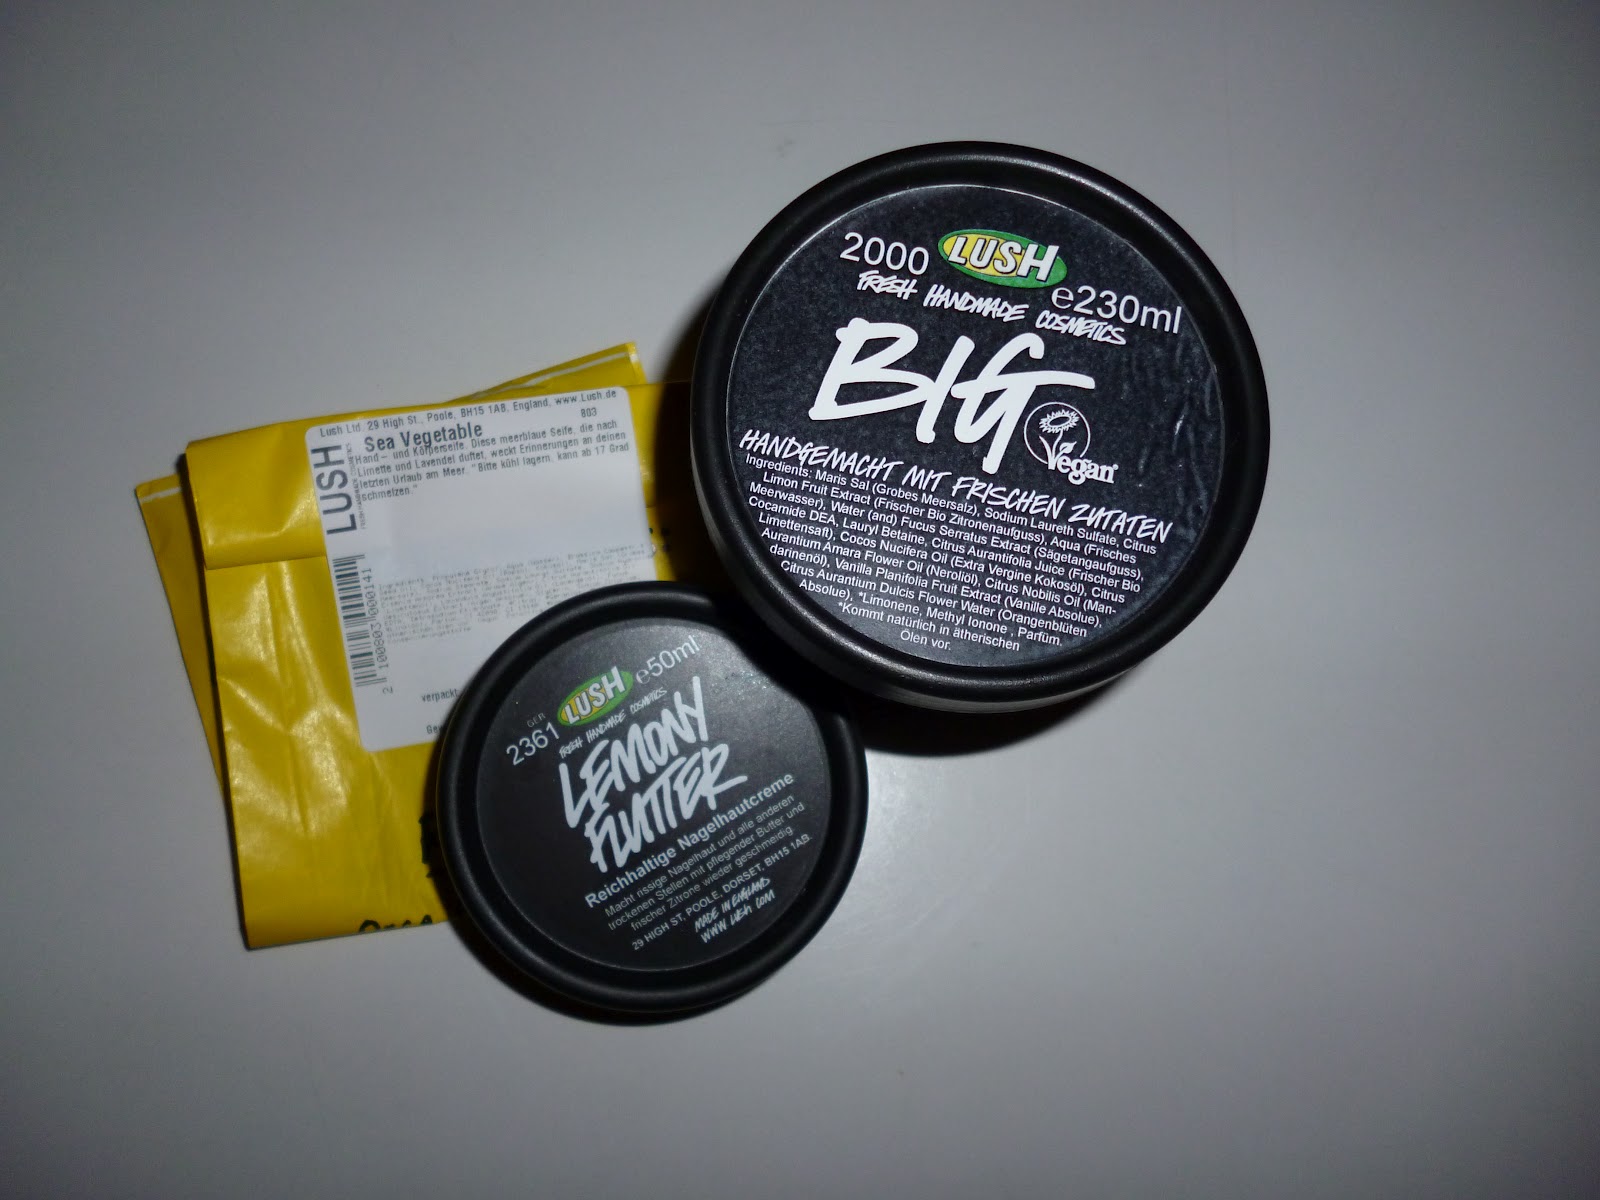 2000 LUSH e230ml
FRESH HANDMADE COSMETICS
BIG
Vegan
HANDGEMACHT MIT FRISCHEN ZUTATEN
Ingredients: Maris Sal (Grobes Meersalz), Sodium Laureth Sulfate, Citrus
Limon Fruit Extract (Frischer Bio Zitronenaufguss), Aqua (Frisches
Meerwasser), Water (and) Fucus Serratus Extract (Sägetangaufguss),
Cocamide DEA, Lauryl Betaine, Citrus Aurantifolia Juice (Frischer Bio
Limettensaft), Cocos Nucifera Oil (Extra Vergine Kokosöl), Citrus
Aurantium Amara Flower Oil (Neroliöl), Citrus Nobilis Oil (Man-
darinenöl), Vanilla Planifolia Fruit Extract (Vanille Absolue),
Citrus Aurantium Dulcis Flower Water (Orangenblüten
Absolue), *Limonene, Methyl Ionone , Parfüm.
*Kommt natürlich in ätherischen
Ölen vor.
Lush Ltd. 29 High St., Poole, BH15 1AB, England, www.Lush.de
803
Sea Vegetable
Hand- und Körperseife. Diese meerblaue Seife, die nach
Limette und Lavendel duftet, weckt Erinnerungen an deinen
letzten Urlaub am Meer. "Bitte kühl lagern, kann ab 17 Grad
schmelzen."
LUSH
FRESH HANDMADE COSMETICS
2 100803 000141
verpackt
GER
2361 LUSH e50ml
FRESH HANDMADE COSMETICS
LEMONY
FLUTTER
Reichhaltige Nagelhautcreme
Macht rissige Nagelhaut und alle anderen
trockenen Stellen mit pflegender Butter und
frischer Zitrone wieder geschmeidig.
29 HIGH ST, POOLE, DORSET, BH15 1AB.
MADE IN ENGLAND
WWW.LUSH.COM